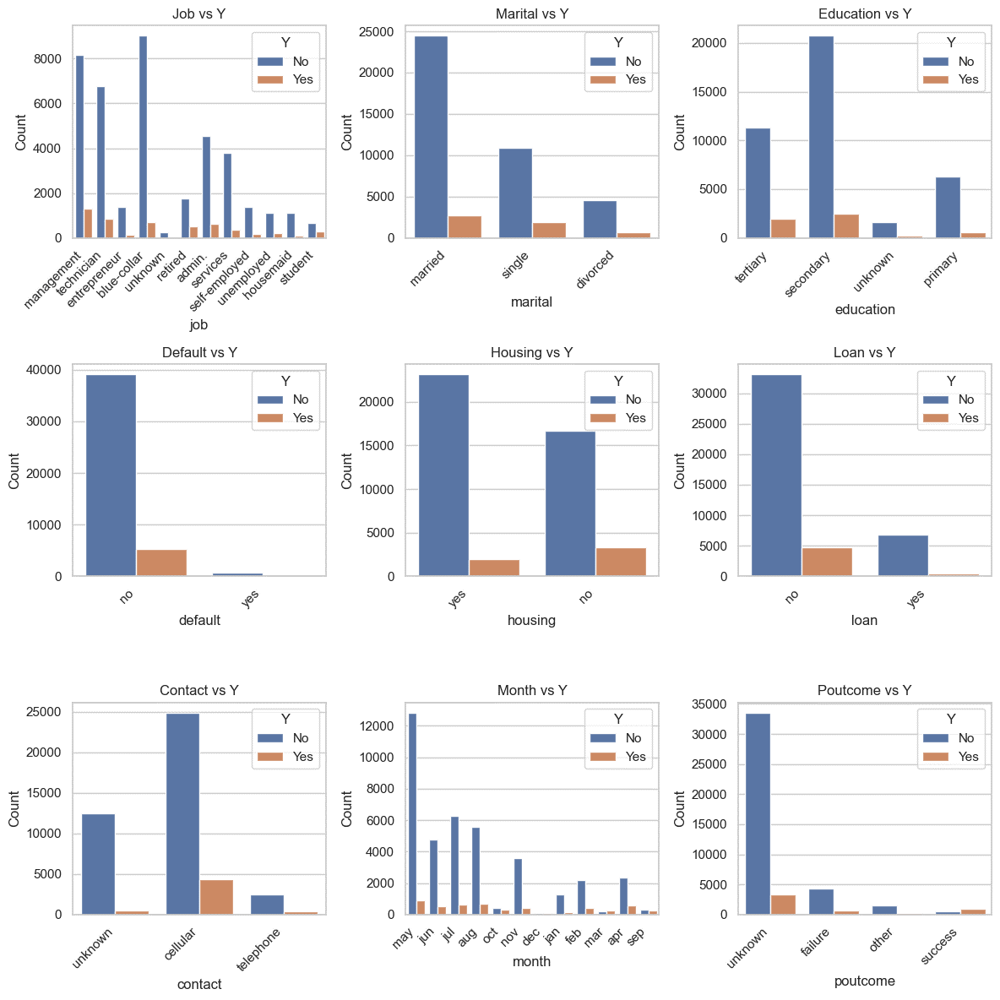 Job vs Y
Count
8000
6000
4000
2000
0
Y
No
Yes
management
technician
entrepreneur
blue-collar
unknown
retired
admin.
services
self-employed
unemployed
housemaid
student
job
Marital vs Y
Count
25000
20000
15000
10000
5000
0
Y
No
Yes
married
single
divorced
marital
Education vs Y
Count
20000
15000
10000
5000
0
Y
No
Yes
tertiary
secondary
unknown
primary
education
Default vs Y
Count
40000
30000
20000
10000
0
Y
No
Yes
no
yes
default
Housing vs Y
Count
20000
15000
10000
5000
0
Y
No
Yes
yes
no
housing
Loan vs Y
Count
30000
25000
20000
15000
10000
5000
0
Y
No
Yes
no
yes
loan
Contact vs Y
Count
25000
20000
15000
10000
5000
0
Y
No
Yes
unknown
cellular
telephone
contact
Month vs Y
Count
12000
10000
8000
6000
4000
2000
0
Y
No
Yes
may
jun
jul
aug
oct
nov
dec
jan
feb
mar
apr
sep
month
Poutcome vs Y
Count
35000
30000
25000
20000
15000
10000
5000
0
Y
No
Yes
unknown
failure
other
success
poutcome